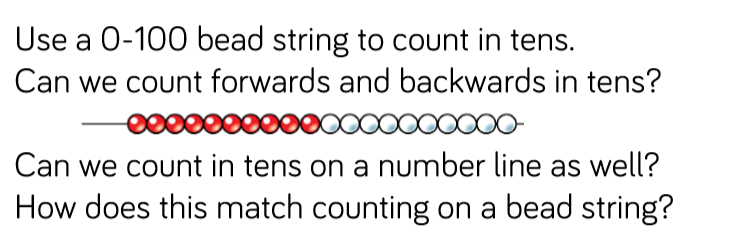 Use a 0-100 bead string to count in tens.
Can we count forwards and backwards in tens?
Can we count in tens on a number line as well?
How does this match counting on a bead string?